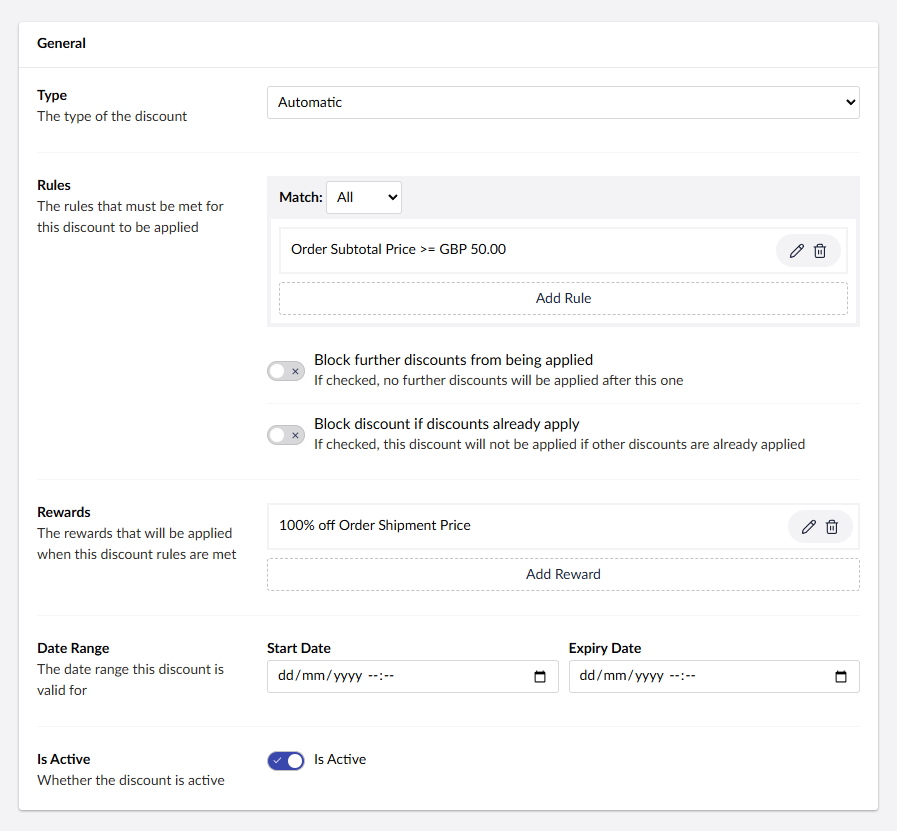 General
Type
The type of the discount
Automatic
Rules
The rules that must be met for
this discount to be applied
Match: All
Order Subtotal Price >= GBP 50.00
Add Rule
Block further discounts from being applied
If checked, no further discounts will be applied after this one
Block discount if discounts already apply
If checked, this discount will not be applied if other discounts are already applied
Rewards
The rewards that will be applied
when this discount rules are met
100% off Order Shipment Price
Add Reward
Date Range
The date range this discount is
valid for
Start Date
dd/mm/yyyy --:--
Expiry Date
dd/mm/yyyy --:--
Is Active
Whether the discount is active
Is Active